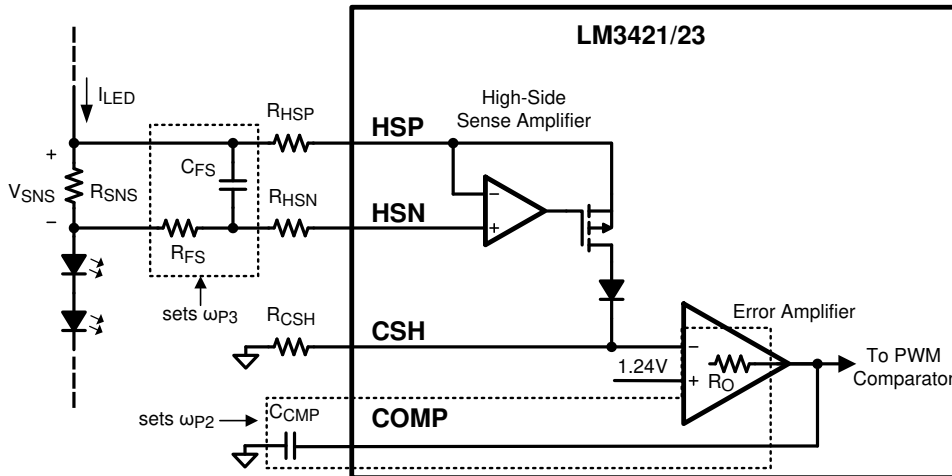 LM3421/23
ILED
RHSP
HSP
High-Side
Sense Amplifier
+
VSNS
RSNS
−
CFS
RHSN
HSN
−
+
RFS
sets ωP3
RCSH
CSH
Error Amplifier
−
1.24V
+
RO
To PWM
Comparator
sets ωP2
CCMP
COMP